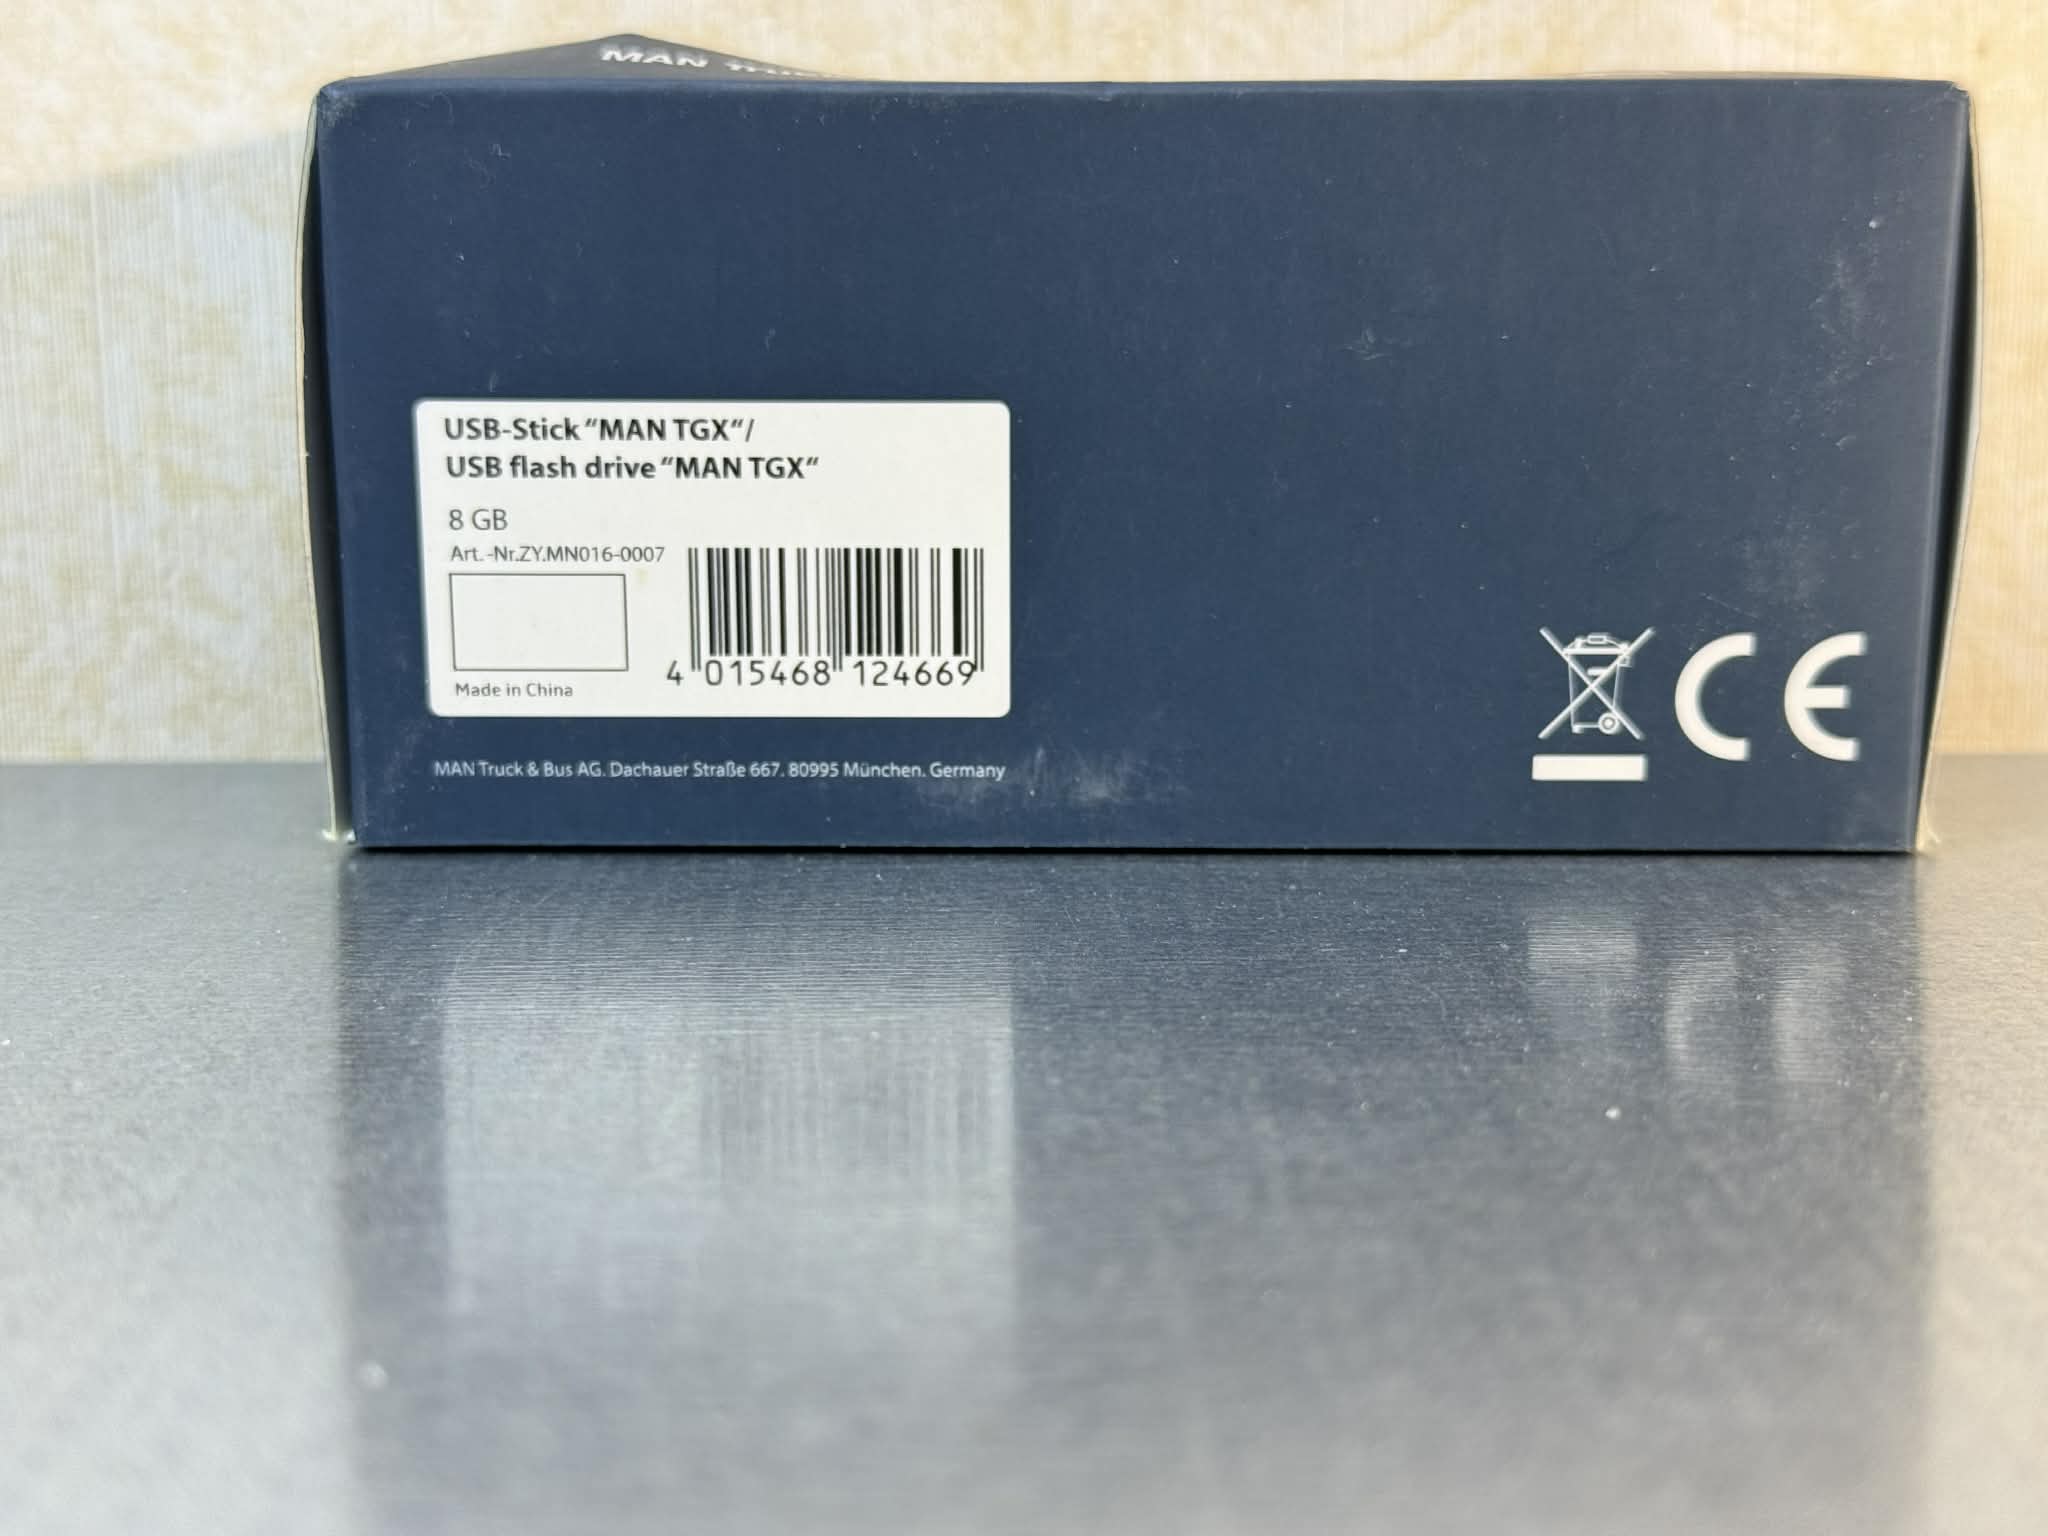 MAN
USB-Stick “MAN TGX“/
USB flash drive “MAN TGX“
8 GB
Art.-Nr.ZY.MN016-0007
4 015468 124669
Made in China
MAN Truck & Bus AG. Dachauer Straße 667. 80995 München. Germany
CE